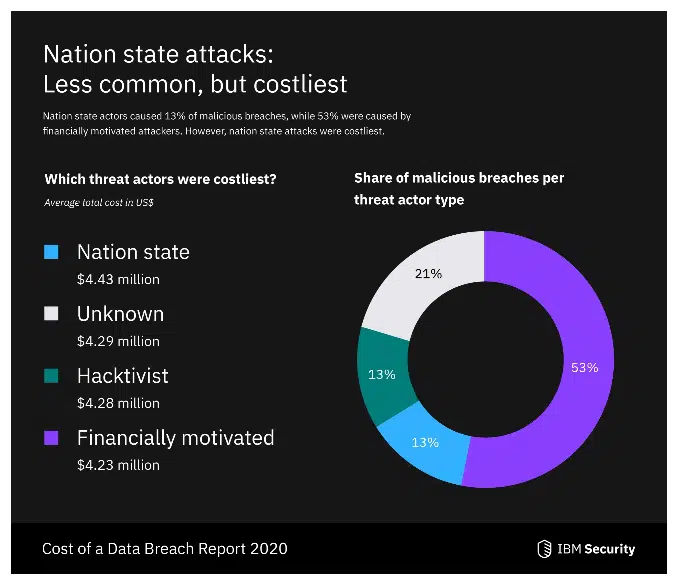 Nation state attacks:
Less common, but costliest
Nation state actors caused 13% of malicious breaches, while 53% were caused by
financially motivated attackers. However, nation state attacks were costliest.
Which threat actors were costliest?
Average total cost in US$
Nation state
$4.43 million
Unknown
$4.29 million
Hacktivist
$4.28 million
Financially motivated
$4.23 million
Share of malicious breaches per
threat actor type
21%
53%
13%
13%
Cost of a Data Breach Report 2020
IBM Security